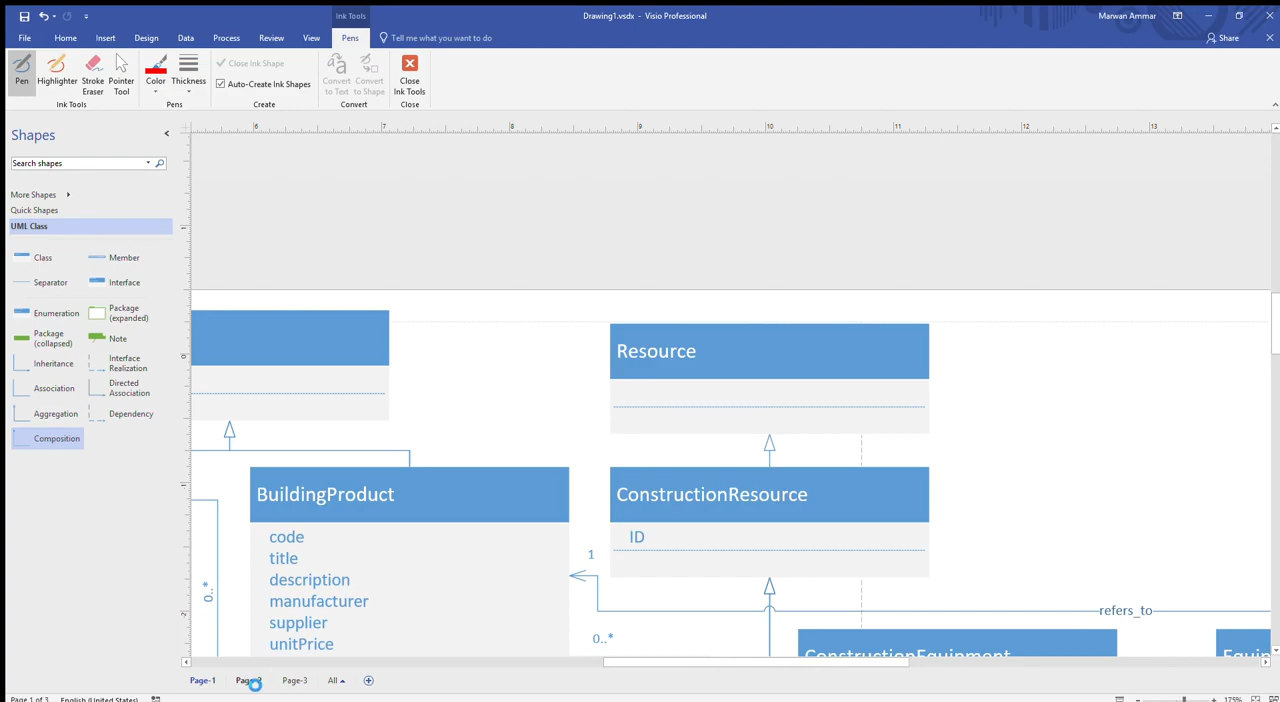 Ink Tools
Drawing1.vsdx - Visio Professional
Marwan Ammar
File Home Insert Design Data Process Review View Pens Tell me what you want to do
Share
Pen Highlighter Stroke Eraser Pointer Tool Color Thickness
Close Ink Shape
Auto-Create Ink Shapes
Convert to Text Convert to Shape
Close Ink Tools
Ink Tools Pens Create Convert Close
Shapes
Search shapes
More Shapes
Quick Shapes
UML Class
Class Member
Separator Interface
Enumeration Package (expanded)
Package (collapsed) Note
Inheritance Interface Realization
Association Directed Association
Aggregation Dependency
Composition
6 7 8 9 10 11 12 13
Resource
BuildingProduct
code
title
description
manufacturer
supplier
unitPrice
ConstructionResource
ID
1
0..*
0..*
refers_to
ConstructionEquipment
Page-1 Page-2 Page-3 All
Page 1 of 3 English (United States) 175%